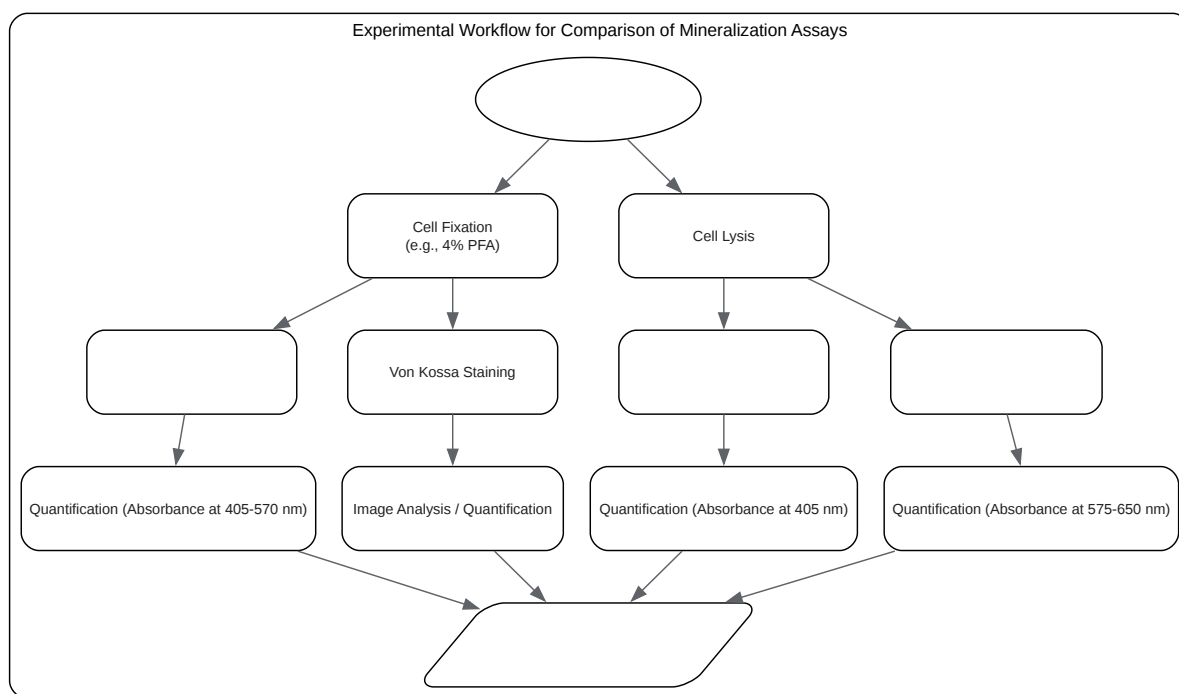 Experimental Workflow for Comparison of Mineralization Assays
Cell Fixation
(e.g., 4% PFA)
Cell Lysis
Von Kossa Staining
Quantification (Absorbance at 405-570 nm)
Image Analysis / Quantification
Quantification (Absorbance at 405 nm)
Quantification (Absorbance at 575-650 nm)